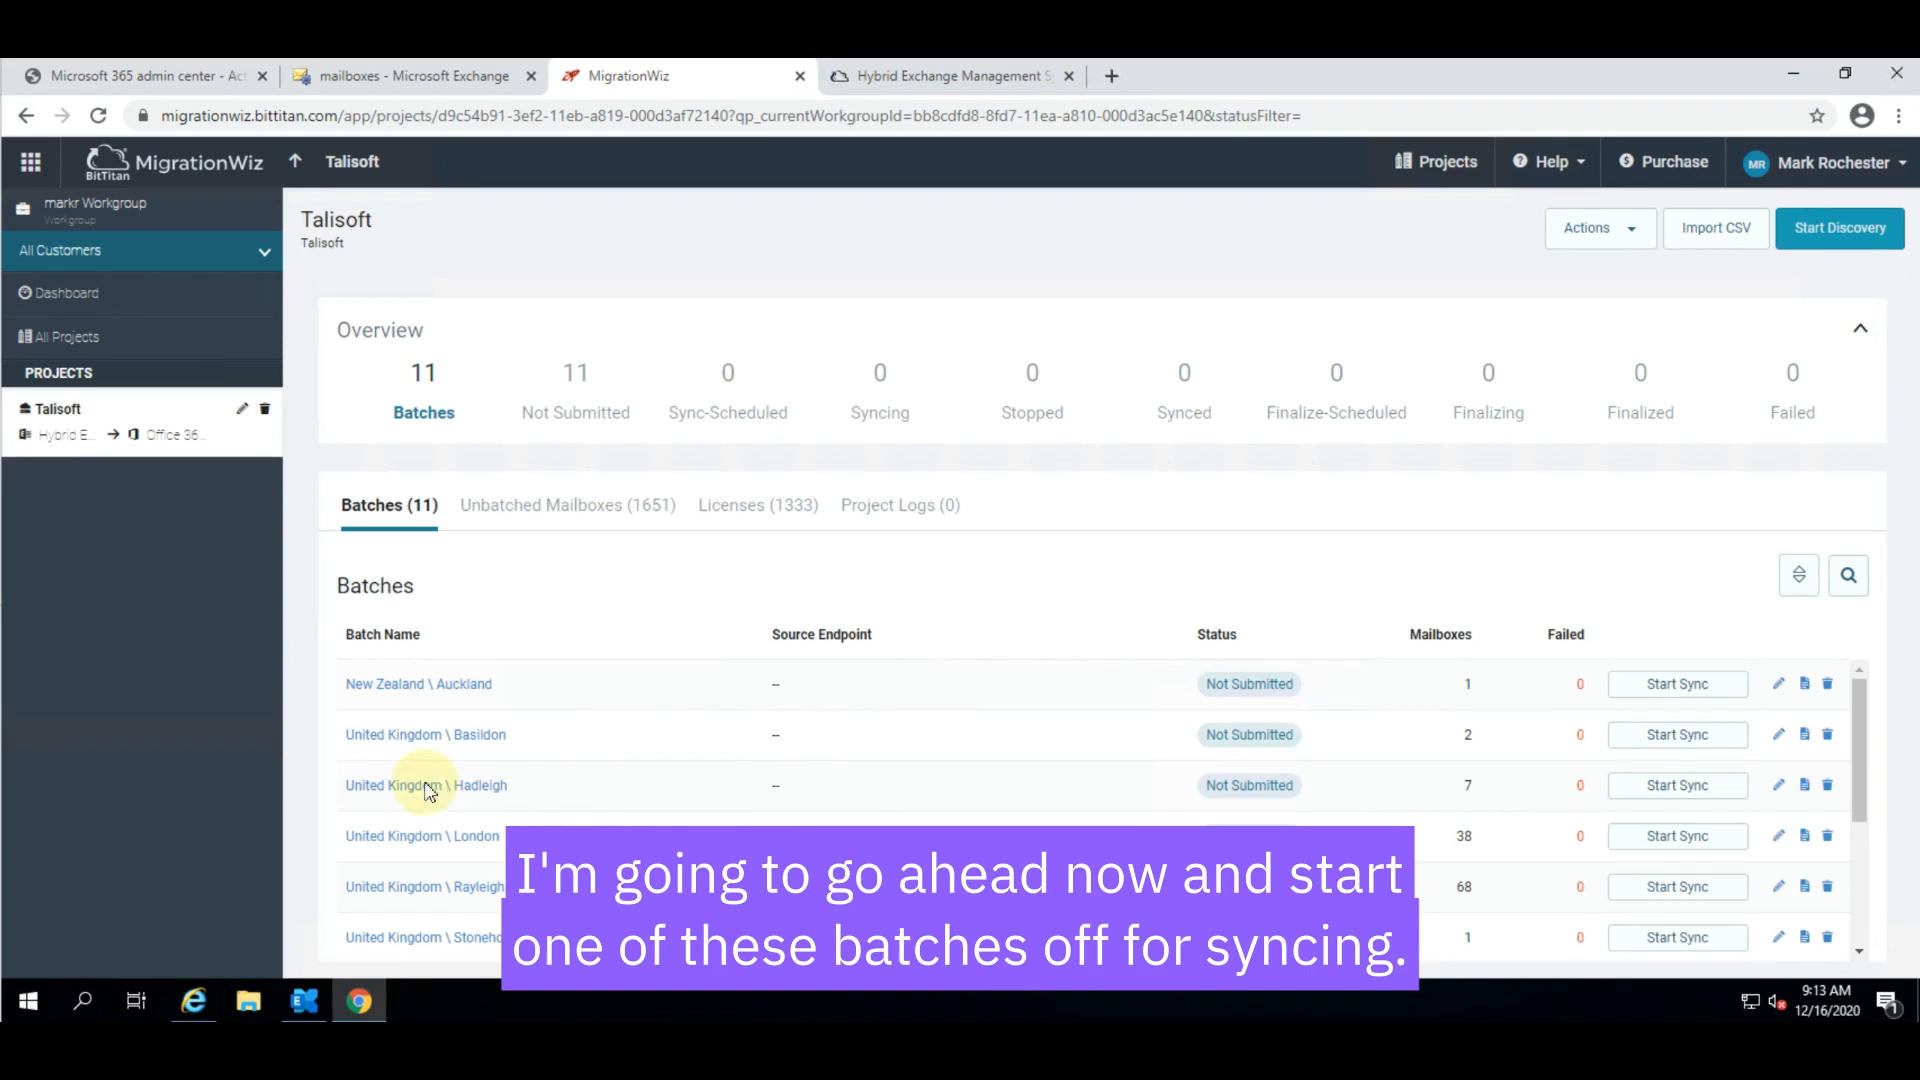 Microsoft 365 admin center - Ac
mailboxes - Microsoft Exchange
MigrationWiz
Hybrid Exchange Management S
migrationwiz.bittitan.com/app/projects/d9c54b91-3ef2-11eb-a819-000d3af72140?qp_currentWorkgroupId=bb8cdfd8-8fd7-11ea-a810-000d3ac5e140&statusFilter=
BitTitan MigrationWiz
Talisoft
Projects
Help
Purchase
MR Mark Rochester
markr Workgroup
Workgroup
All Customers
Dashboard
All Projects
PROJECTS
Talisoft
Hybrid E... Office 36...
Talisoft
Talisoft
Actions Import CSV Start Discovery
Overview
11 11 0 0 0 0 0 0 0 0
Batches Not Submitted Sync-Scheduled Syncing Stopped Synced Finalize-Scheduled Finalizing Finalized Failed
Batches (11) Unbatched Mailboxes (1651) Licenses (1333) Project Logs (0)
Batches
Batch Name Source Endpoint Status Mailboxes Failed
New Zealand \ Auckland -- Not Submitted 1 0 Start Sync
United Kingdom \ Basildon -- Not Submitted 2 0 Start Sync
United Kingdom \ Hadleigh -- Not Submitted 7 0 Start Sync
United Kingdom \ London 38 0 Start Sync
United Kingdom \ Rayleigh 68 0 Start Sync
United Kingdom \ Stoneho 1 0 Start Sync
I'm going to go ahead now and start
one of these batches off for syncing.
9:13 AM
12/16/2020
1